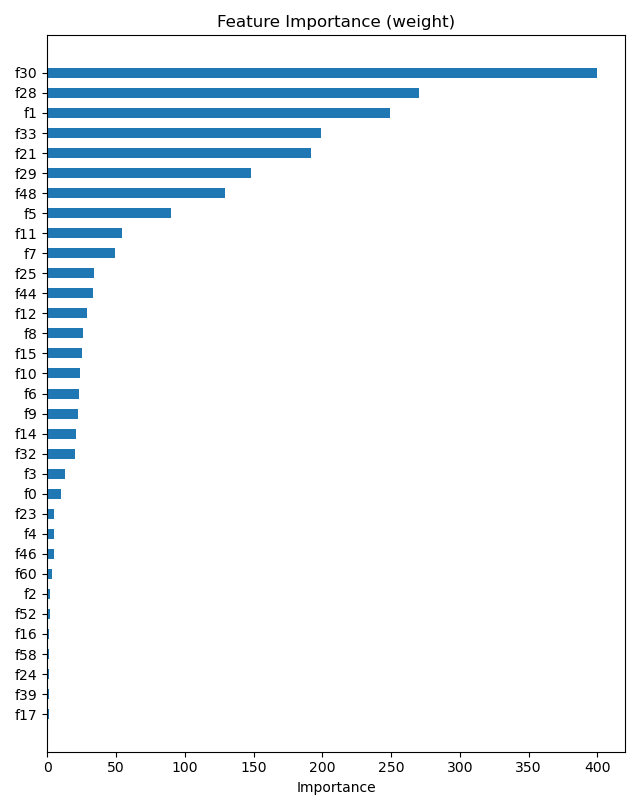 Feature Importance (weight)
f30
f28
f1
f33
f21
f29
f48
f5
f11
f7
f25
f44
f12
f8
f15
f10
f6
f9
f14
f32
f3
f0
f23
f4
f46
f60
f2
f52
f16
f58
f24
f39
f17
0 50 100 150 200 250 300 350 400
Importance